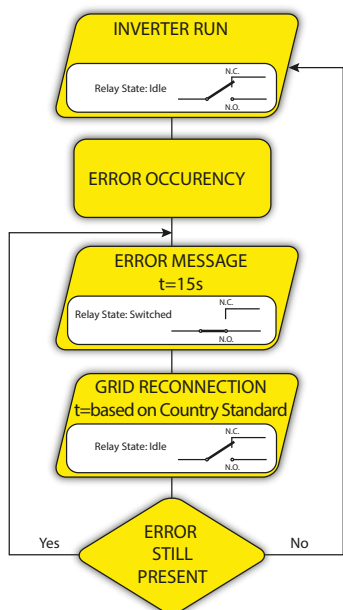 INVERTER RUN
N.C.
Relay State: Idle
N.O.
ERROR OCCURENCY
ERROR MESSAGE
t=15s
N.C.
Relay State: Switched
N.O.
GRID RECONNECTION
t=based on Country Standard
N.C.
Relay State: Idle
N.O.
Yes
ERROR
STILL
PRESENT
No